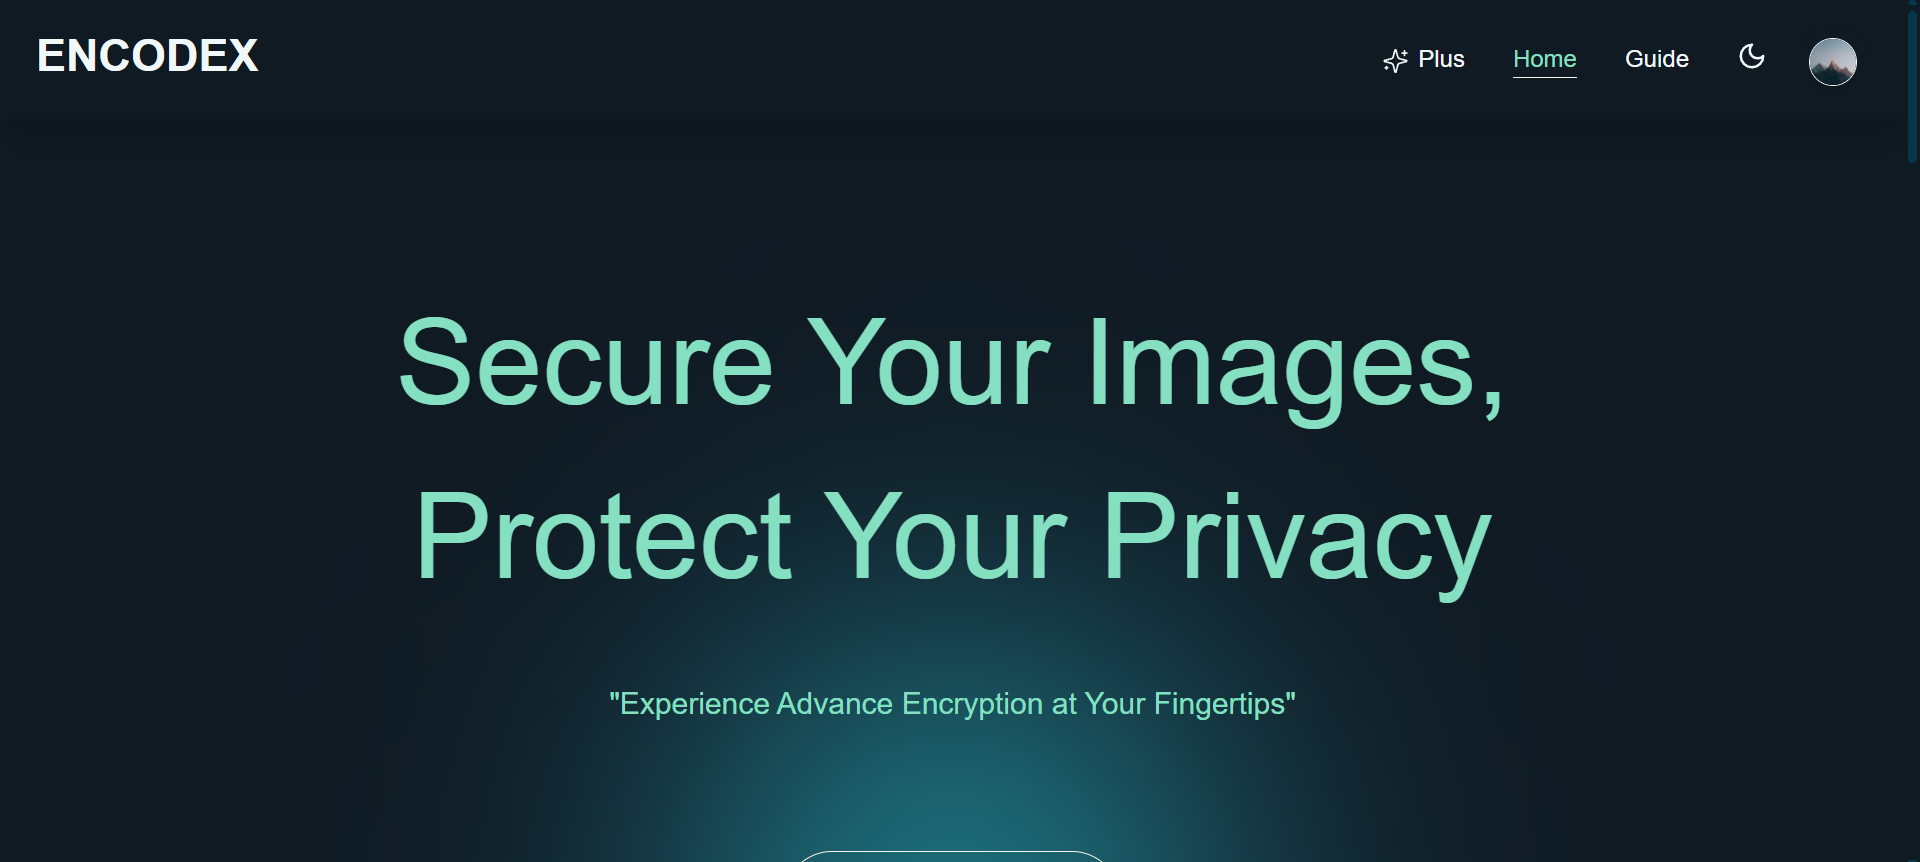 ENCODEX
Plus
Home
Guide
Secure Your Images,
Protect Your Privacy
"Experience Advance Encryption at Your Fingertips"